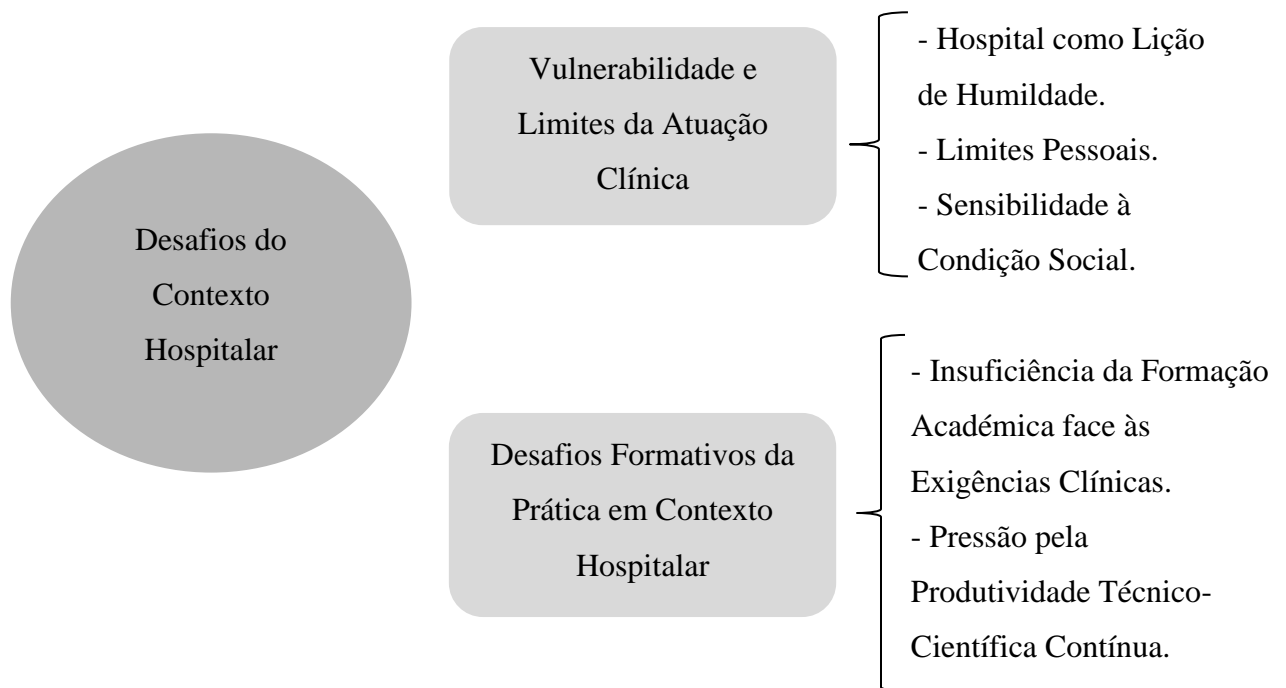 Desafios do
Contexto
Hospitalar
Vulnerabilidade e
Limites da Atuação
Clínica
- Hospital como Lição
de Humildade.
- Limites Pessoais.
- Sensibilidade à
Condição Social.
Desafios Formativos da
Prática em Contexto
Hospitalar
- Insuficiência da Formação
Académica face às
Exigências Clínicas.
- Pressão pela
Produtividade Técnico-
Científica Contínua.